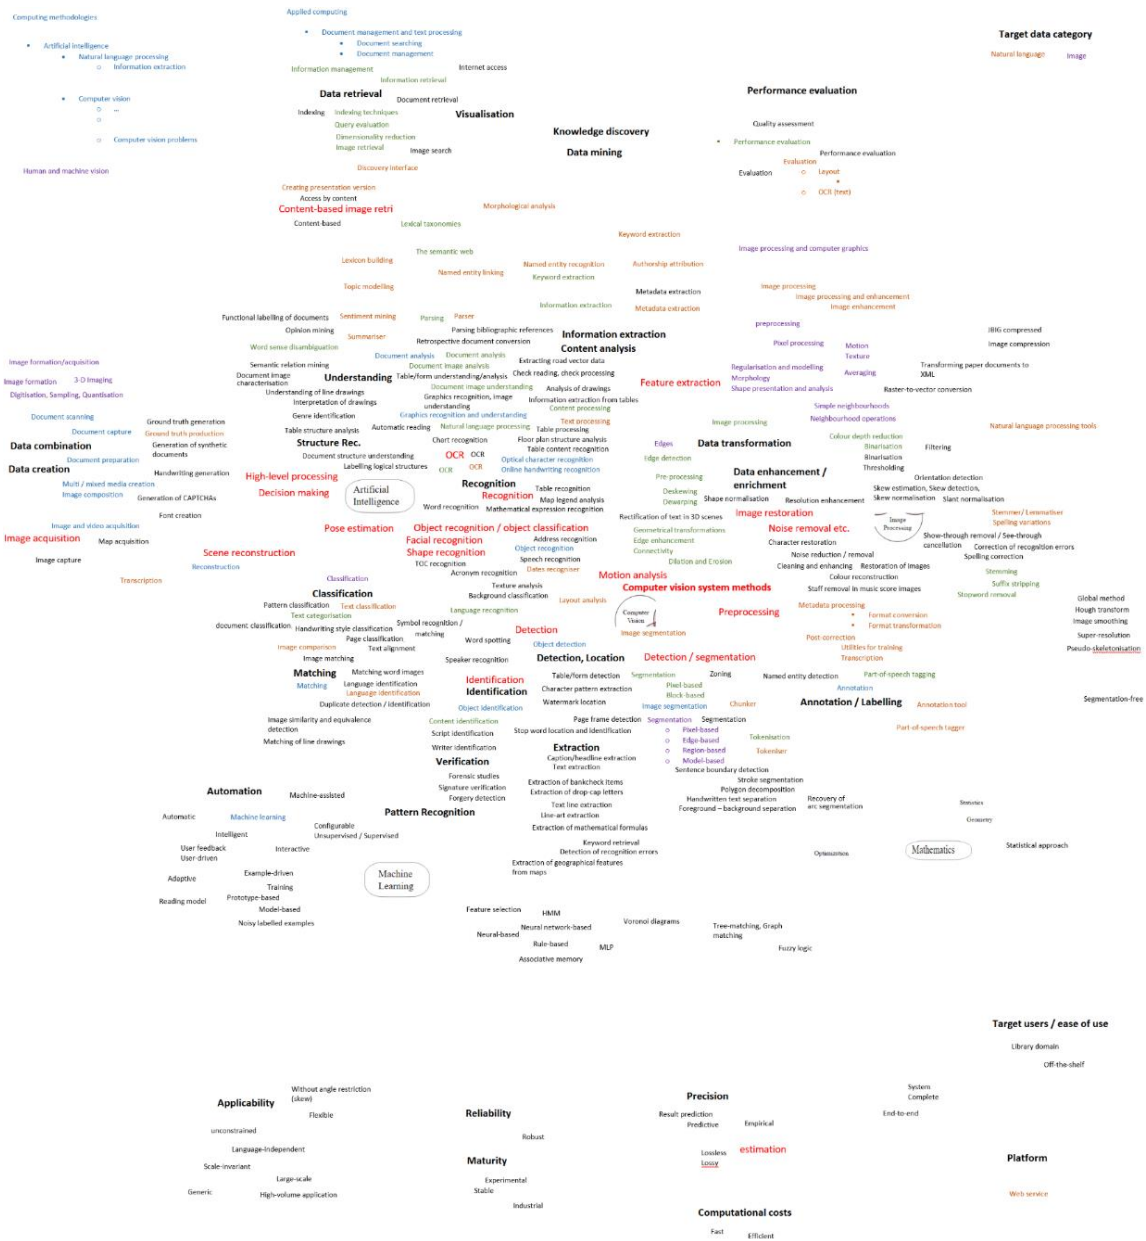 Computing methodologies
Artificial intelligence
Natural language processing
Information extraction
Computer vision
...
Computer vision problems
Human and machine vision
Applied computing
Document management and text processing
Document searching
Document management
Information management
Internet access
Information retrieval
Data retrieval
Document retrieval
Indexing
Indexing techniques
Visualisation
Query evaluation
Dimensionality reduction
Image retrieval
Image search
Knowledge discovery
Data mining
Discovery interface
Creating presentation version
Access by content
Content-based image retri
Content-based
Lexical taxonomies
Morphological analysis
Target data category
Natural language
Image
Performance evaluation
Quality assessment
Performance evaluation
Performance evaluation
Evaluation
Evaluation
Layout
OCR (text)
Keyword extraction
The semantic web
Image processing and computer graphics
Lexicon building
Named entity linking
Named entity recognition
Authorship attribution
Keyword extraction
Topic modelling
Metadata extraction
Image processing
Image processing and enhancement
Image enhancement
Information extraction
Metadata extraction
Functional labelling of documents
Sentiment mining
Parsing
Parser
Opinion mining
Summariser
Parsing bibliographic references
Information extraction
preprocessing
JBIG compressed
Word sense disambiguation
Retrospective document conversion
Content analysis
Pixel processing
Motion
Image compression
Document analysis
Document analysis
Texture
Image formation/acquisition
Semantic relation mining
Document image analysis
Extracting road vector data
Regularisation and modelling
Averaging
Transforming paper documents to
XML
Image formation
3-D Imaging
Document image
characterisation
Understanding
Table/form understanding/analysis
Check reading, check processing
Feature extraction
Morphology
Shape presentation and analysis
Raster-to-vector conversion
Digitisation, Sampling, Quantisation
Understanding of line drawings
Document image understanding
Analysis of drawings
Interpretation of drawings
Graphics recognition, image
understanding
Information extraction from tables
Content processing
Simple neighbourhoods
Document scanning
Genre identification
Graphics recognition and understanding
Text processing
Image processing
Neighbourhood operations
Ground truth generation
Automatic reading
Natural language processing
Table processing
Natural language processing tools
Document capture
Ground truth production
Table structure analysis
Chart recognition
Floor plan structure analysis
Edges
Data transformation
Colour depth reduction
Data combination
Generation of synthetic
documents
Structure Rec.
Table content recognition
Binarisation
Filtering
Document structure understanding
OCR
OCR
Optical character recognition
Edge detection
Binarisation
Document preparation
Labelling logical structures
OCR
OCR
Online handwriting recognition
Data enhancement /
enrichment
Thresholding
Data creation
Handwriting generation
High-level processing
Recognition
Pre-processing
Orientation detection
Multi / mixed media creation
Decision making
Artificial
Intelligence
Recognition
Table recognition
Deskewing
Skew estimation, Skew detection,
Skew normalisation
Slant normalisation
Image composition
Generation of CAPTCHAs
Map legend analysis
Dewarping
Shape normalisation
Resolution enhancement
Word recognition
Mathematical expression recognition
Font creation
Rectification of text in 3D scenes
Image restoration
Image
Processing
Stemmer/ Lemmatiser
Spelling variations
Image and video acquisition
Pose estimation
Object recognition / object classification
Geometrical transformations
Noise removal etc.
Show-through removal / See-through
cancellation
Image acquisition
Map acquisition
Facial recognition
Address recognition
Edge enhancement
Character restoration
Correction of recognition errors
Scene reconstruction
Shape recognition
Object recognition
Connectivity
Noise reduction / removal
Spelling correction
Image capture
Reconstruction
TOC recognition
Speech recognition
Dilation and Erosion
Cleaning and enhancing
Restoration of images
Acronym recognition
Dates recogniser
Motion analysis
Colour reconstruction
Stemming
Transcription
Classification
Texture analysis
Computer vision system methods
Staff removal in music score images
Suffix stripping
Classification
Background classification
Stopword removal
Global method
Pattern classification
Text classification
Layout analysis
Computer
Vision
Preprocessing
Metadata processing
Hough transform
Text categorisation
Language recognition
Format conversion
Image smoothing
document classification
Handwriting style classification
Symbol recognition /
matching
Detection
Image segmentation
Format transformation
Page classification
Word spotting
Post-correction
Super-resolution
Image comparison
Text alignment
Object detection
Utilities for training
Transcription
Pseudo-skeletonisation
Image matching
Speaker recognition
Detection, Location
Detection / segmentation
Matching
Matching word images
Table/form detection
Segmentation
Zoning
Named entity detection
Part-of-speech tagging
Matching
Language identification
Identification
Character pattern extraction
Pixel-based
Annotation
Language identification
Identification
Block-based
Segmentation-free
Duplicate detection / identification
Watermark location
Image segmentation
Chunker
Annotation / Labelling
Annotation tool
Object identification
Image similarity and equivalence
detection
Content identification
Page frame detection
Segmentation
Segmentation
Script identification
Stop word location and identification
Pixel-based
Part-of-speech tagger
Matching of line drawings
Writer identification
Extraction
Edge-based
Tokenisation
Verification
Caption/headline extraction
Region-based
Tokeniser
Text extraction
Model-based
Forensic studies
Sentence boundary detection
Automation
Machine-assisted
Signature verification
Extraction of bankcheck items
Stroke segmentation
Forgery detection
Extraction of drop-cap letters
Polygon decomposition
Pattern Recognition
Text line extraction
Handwritten text separation
Recovery of
arc segmentation
Statistics
Automatic
Machine learning
Line-art extraction
Foreground – background separation
Geometry
Configurable
Extraction of mathematical formulas
Intelligent
Unsupervised / Supervised
Keyword retrieval
Statistical approach
User feedback
Interactive
Detection of recognition errors
Optimization
Mathematics
User-driven
Extraction of geographical features
from maps
Adaptive
Example-driven
Machine
Learning
Training
Reading model
Prototype-based
Model-based
Feature selection
HMM
Noisy labelled examples
Neural network-based
Voronoi diagrams
Tree-matching, Graph
matching
Neural-based
Rule-based
MLP
Fuzzy logic
Associative memory
Target users / ease of use
Library domain
Off-the-shelf
Without angle restriction
(skew)
System
Complete
Applicability
Flexible
Reliability
Precision
Result prediction
Predictive
Empirical
End-to-end
unconstrained
Robust
Language-independent
Lossless
estimation
Scale-invariant
Maturity
Lossy
Platform
Large-scale
Experimental
Generic
High-volume application
Stable
Web service
Industrial
Computational costs
Fast
Efficient